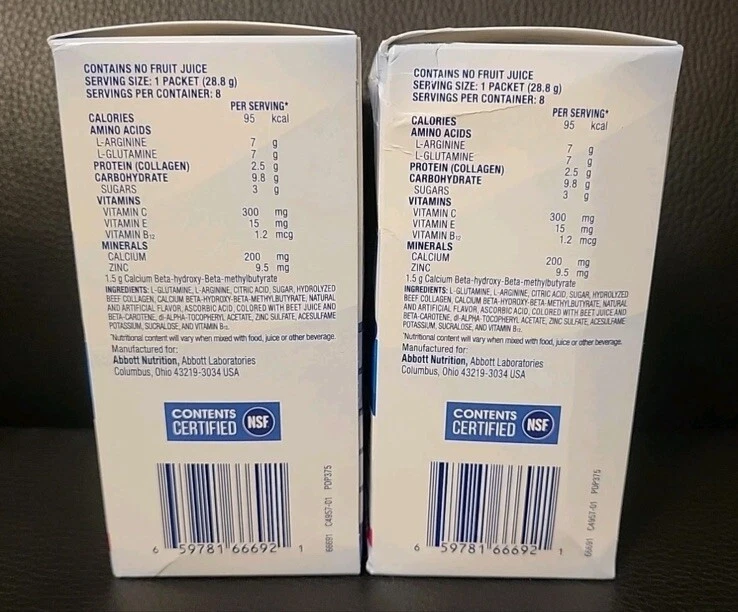 CONTAINS NO FRUIT JUICE
SERVING SIZE: 1 PACKET (28.8 g)
SERVINGS PER CONTAINER: 8
PER SERVING*
CALORIES 95 kcal
AMINO ACIDS
L-ARGININE 7 g
L-GLUTAMINE 7 g
PROTEIN (COLLAGEN) 2.5 g
CARBOHYDRATE 9.8 g
SUGARS 3 g
VITAMINS
VITAMIN C 300 mg
VITAMIN E 15 mg
VITAMIN B12 1.2 mcg
MINERALS
CALCIUM 200 mg
ZINC 9.5 mg
1.5 g Calcium Beta-hydroxy-Beta-methylbutyrate
INGREDIENTS: L-GLUTAMINE, L-ARGININE, CITRIC ACID, SUGAR, HYDROLYZED
BEEF COLLAGEN, CALCIUM BETA-HYDROXY-BETA-METHYLBUTYRATE, NATURAL
AND ARTIFICIAL FLAVOR, ASCORBIC ACID, COLORED WITH BEET JUICE AND
BETA-CAROTENE, dl-ALPHA-TOCOPHERYL ACETATE, ZINC SULFATE, ACESULFAME
POTASSIUM, SUCRALOSE, AND VITAMIN B12.
*Nutritional content will vary when mixed with food, juice or other beverage.
Manufactured for:
Abbott Nutrition, Abbott Laboratories
Columbus, Ohio 43219-3034 USA
CONTENTS
CERTIFIED NSF
6 59781 66692 1
66691 C4957-01 PDP375
CONTAINS NO FRUIT JUICE
SERVING SIZE: 1 PACKET (28.8 g)
SERVINGS PER CONTAINER: 8
PER SERVING*
CALORIES 95 kcal
AMINO ACIDS
L-ARGININE 7 g
L-GLUTAMINE 7 g
PROTEIN (COLLAGEN) 2.5 g
CARBOHYDRATE 9.8 g
SUGARS 3 g
VITAMINS
VITAMIN C 300 mg
VITAMIN E 15 mg
VITAMIN B12 1.2 mcg
MINERALS
CALCIUM 200 mg
ZINC 9.5 mg
1.5 g Calcium Beta-hydroxy-Beta-methylbutyrate
INGREDIENTS: L-GLUTAMINE, L-ARGININE, CITRIC ACID, SUGAR, HYDROLYZED
BEEF COLLAGEN, CALCIUM BETA-HYDROXY-BETA-METHYLBUTYRATE, NATURAL
AND ARTIFICIAL FLAVOR, ASCORBIC ACID, COLORED WITH BEET JUICE AND
BETA-CAROTENE, dl-ALPHA-TOCOPHERYL ACETATE, ZINC SULFATE, ACESULFAME
POTASSIUM, SUCRALOSE, AND VITAMIN B12.
*Nutritional content will vary when mixed with food, juice or other beverage.
Manufactured for:
Abbott Nutrition, Abbott Laboratories
Columbus, Ohio 43219-3034 USA
CONTENTS
CERTIFIED NSF
6 59781 66692 1
66691 C4957-01 PDP375